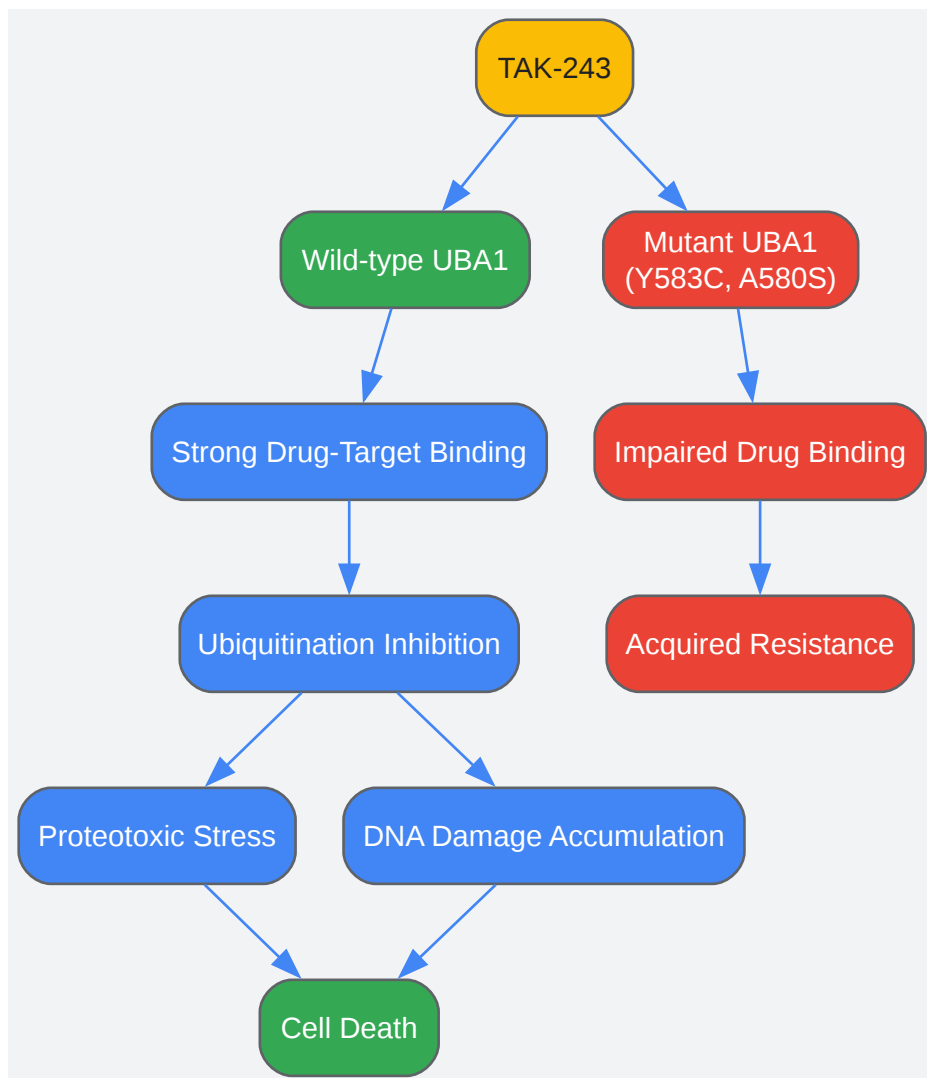 TAK-243
Wild-type UBA1
Mutant UBA1
(Y583C, A580S)
Strong Drug-Target Binding
Impaired Drug Binding
Ubiquitination Inhibition
Acquired Resistance
Proteotoxic Stress
DNA Damage Accumulation
Cell Death